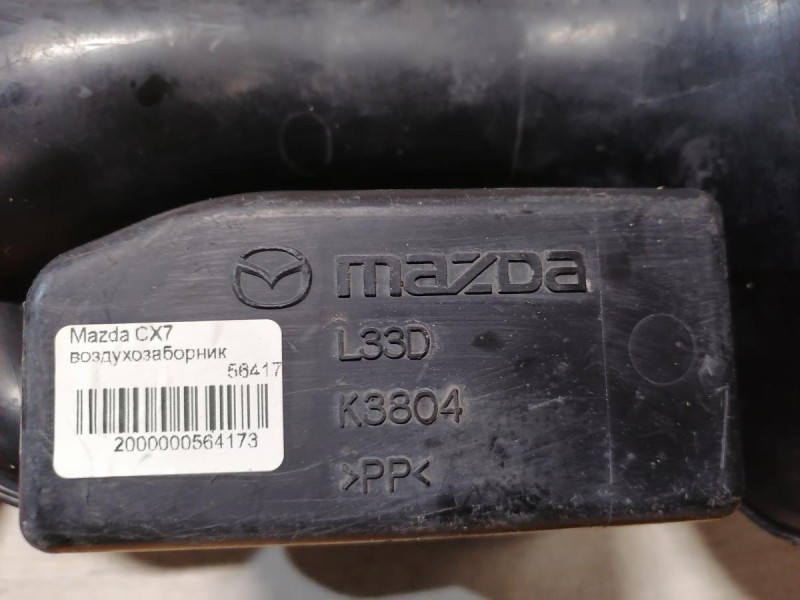 mazda
L33D
K3804
>PP<
Mazda CX7
воздухозаборник
56417
2000000564173